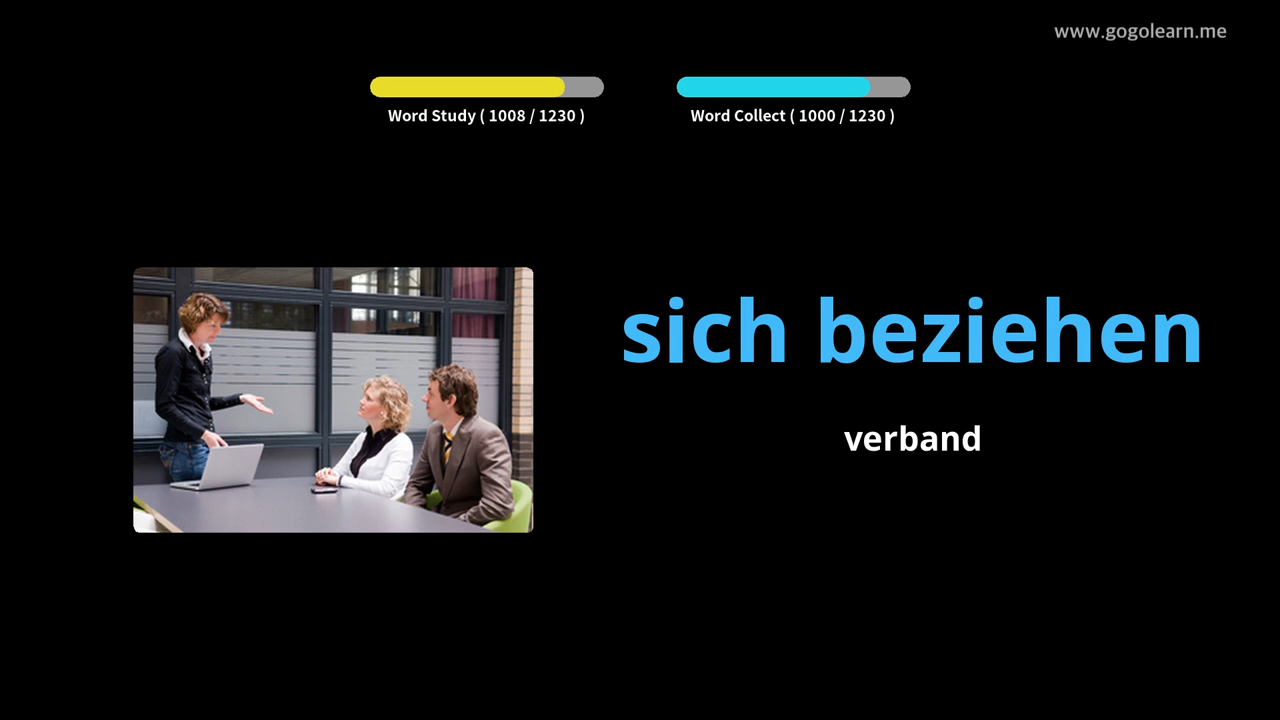 www.gogolearn.me
Word Study ( 1008 / 1230 )
Word Collect ( 1000 / 1230 )
sich beziehen
verband